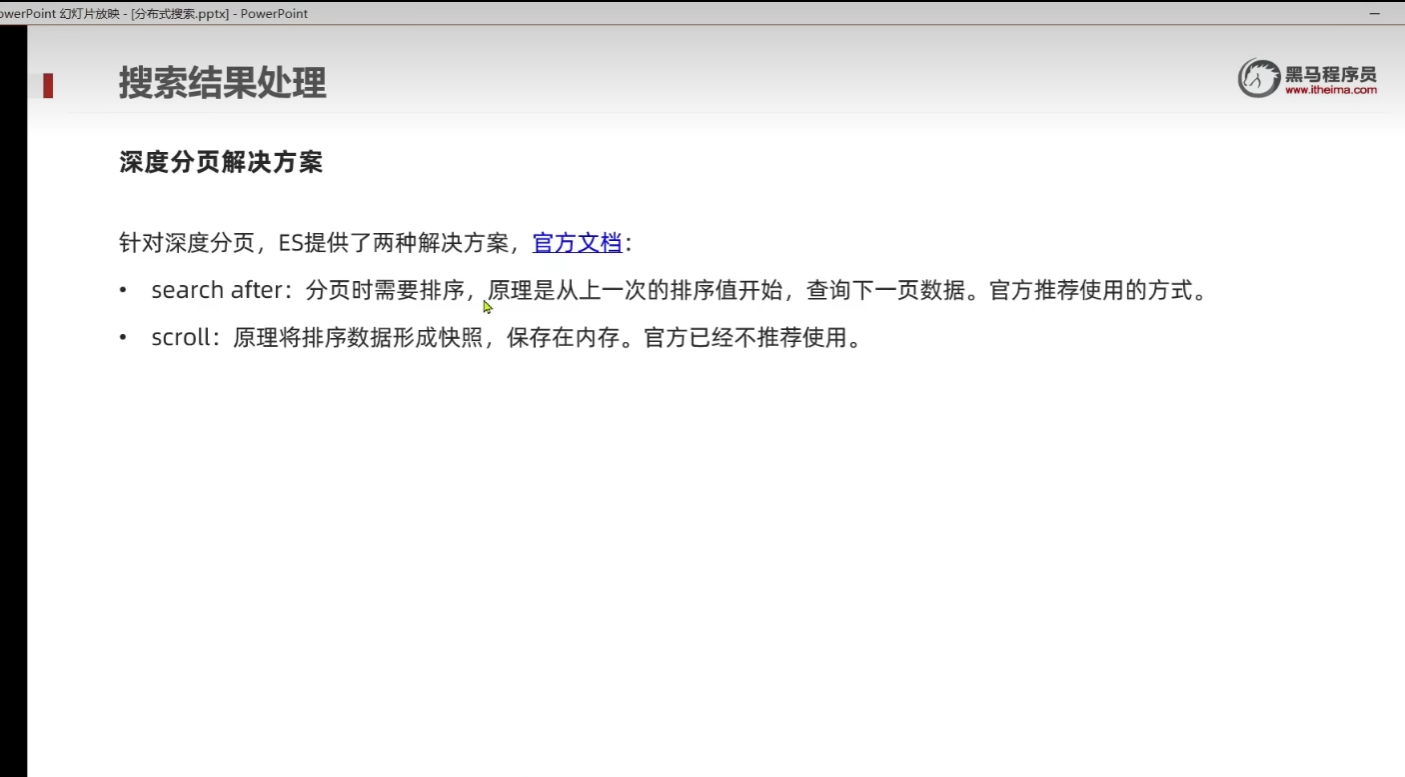 owerPoint 幻灯片放映 - [分布式搜索.pptx] - PowerPoint
搜索结果处理
黑马程序员
www.itheima.com
深度分页解决方案
针对深度分页，ES提供了两种解决方案，官方文档：
• search after：分页时需要排序，原理是从上一次的排序值开始，查询下一页数据。官方推荐使用的方式。
• scroll：原理将排序数据形成快照，保存在内存。官方已经不推荐使用。